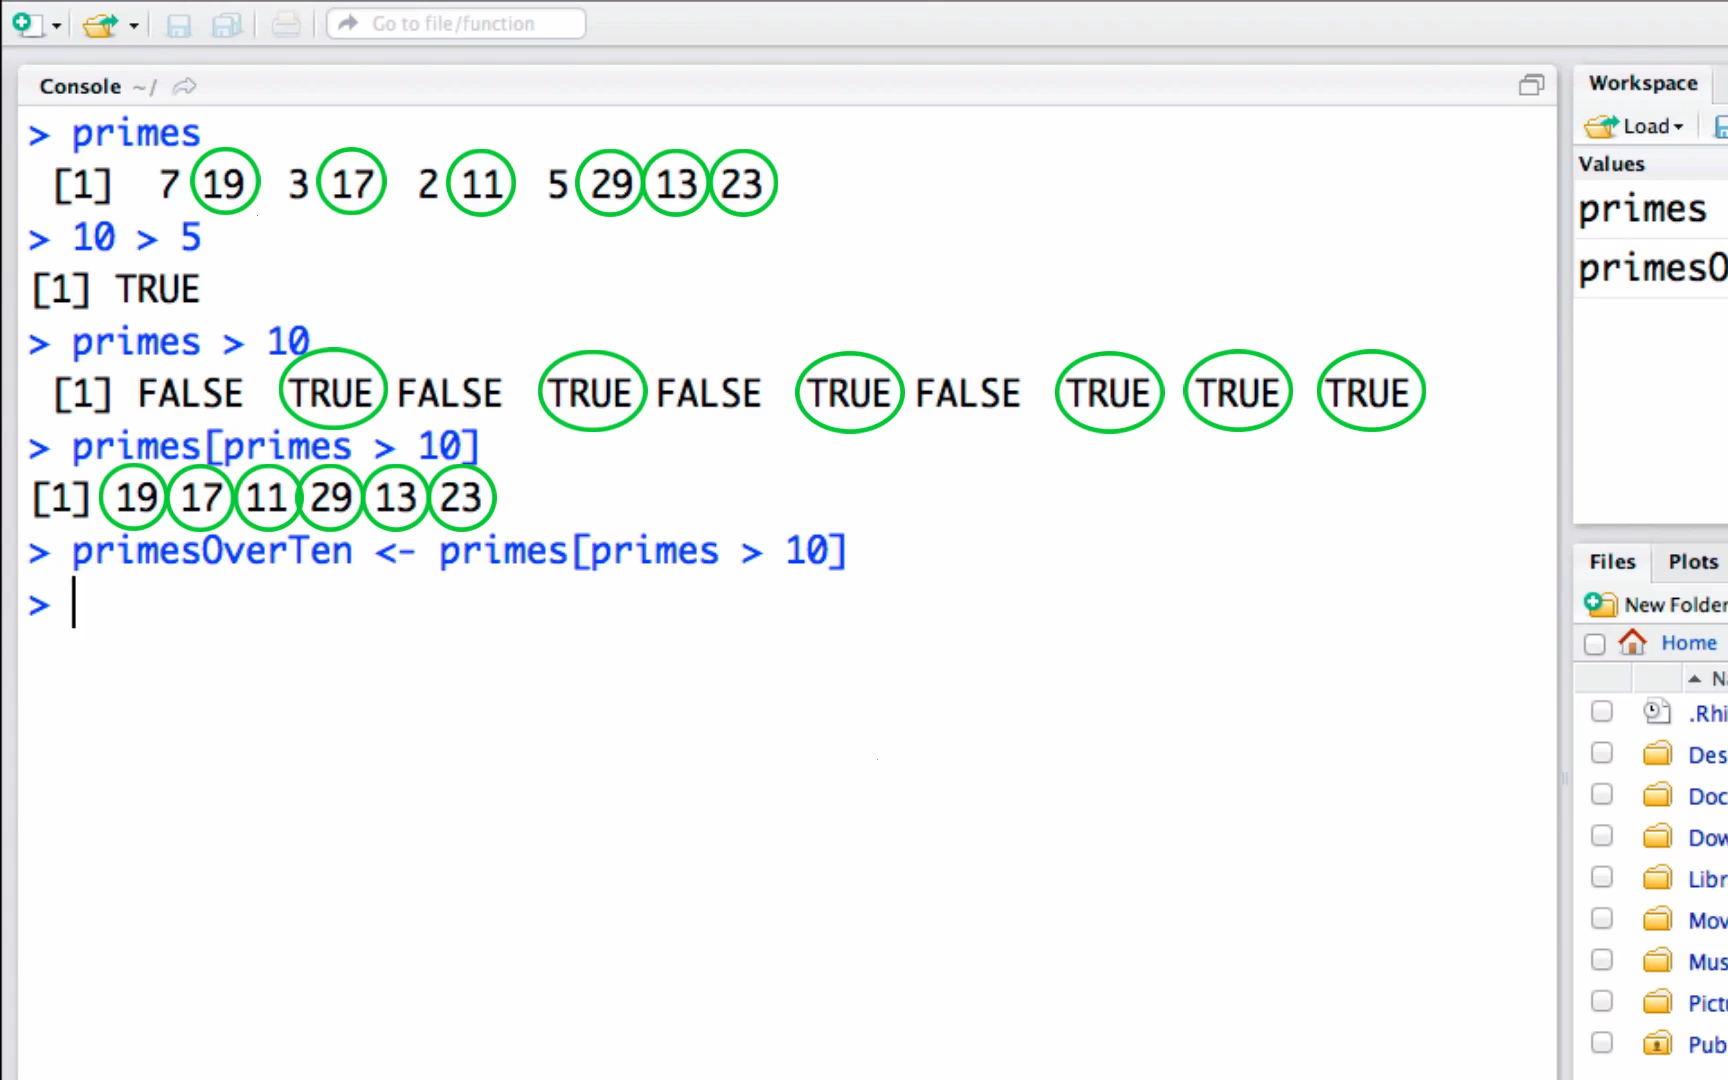 Go to file/function
Console ~/
> primes
[1] 7 19 3 17 2 11 5 29 13 23
> 10 > 5
[1] TRUE
> primes > 10
[1] FALSE TRUE FALSE TRUE FALSE TRUE FALSE TRUE TRUE TRUE
> primes[primes > 10]
[1] 19 17 11 29 13 23
> primesOverTen <- primes[primes > 10]
>
Workspace
Load
Values
primes
primesO
Files Plots
New Folder
Home
Na
.Rhi
Des
Doc
Dow
Libr
Mov
Mus
Pict
Pub